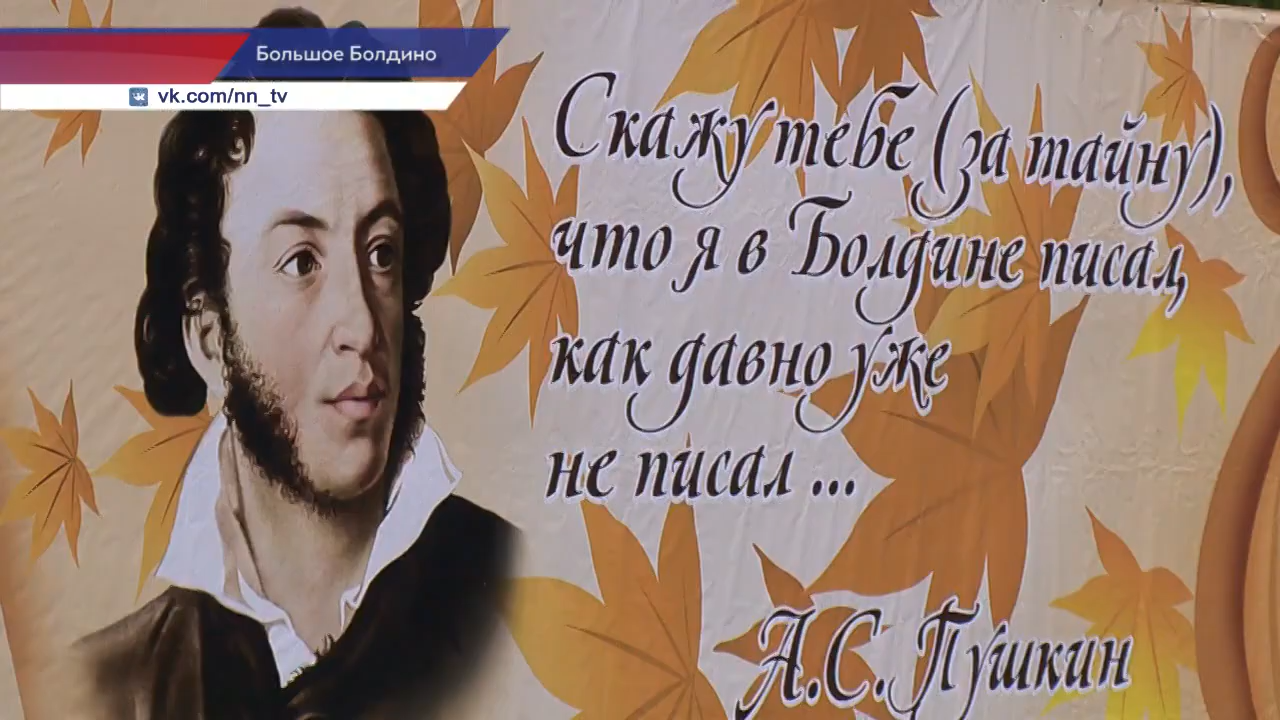 Большое Болдино
vk.com/nn_tv
Скажу тебе (за тайну),
что я в Болдине писал,
как давно уже
не писал ...
А.С. Пушкин